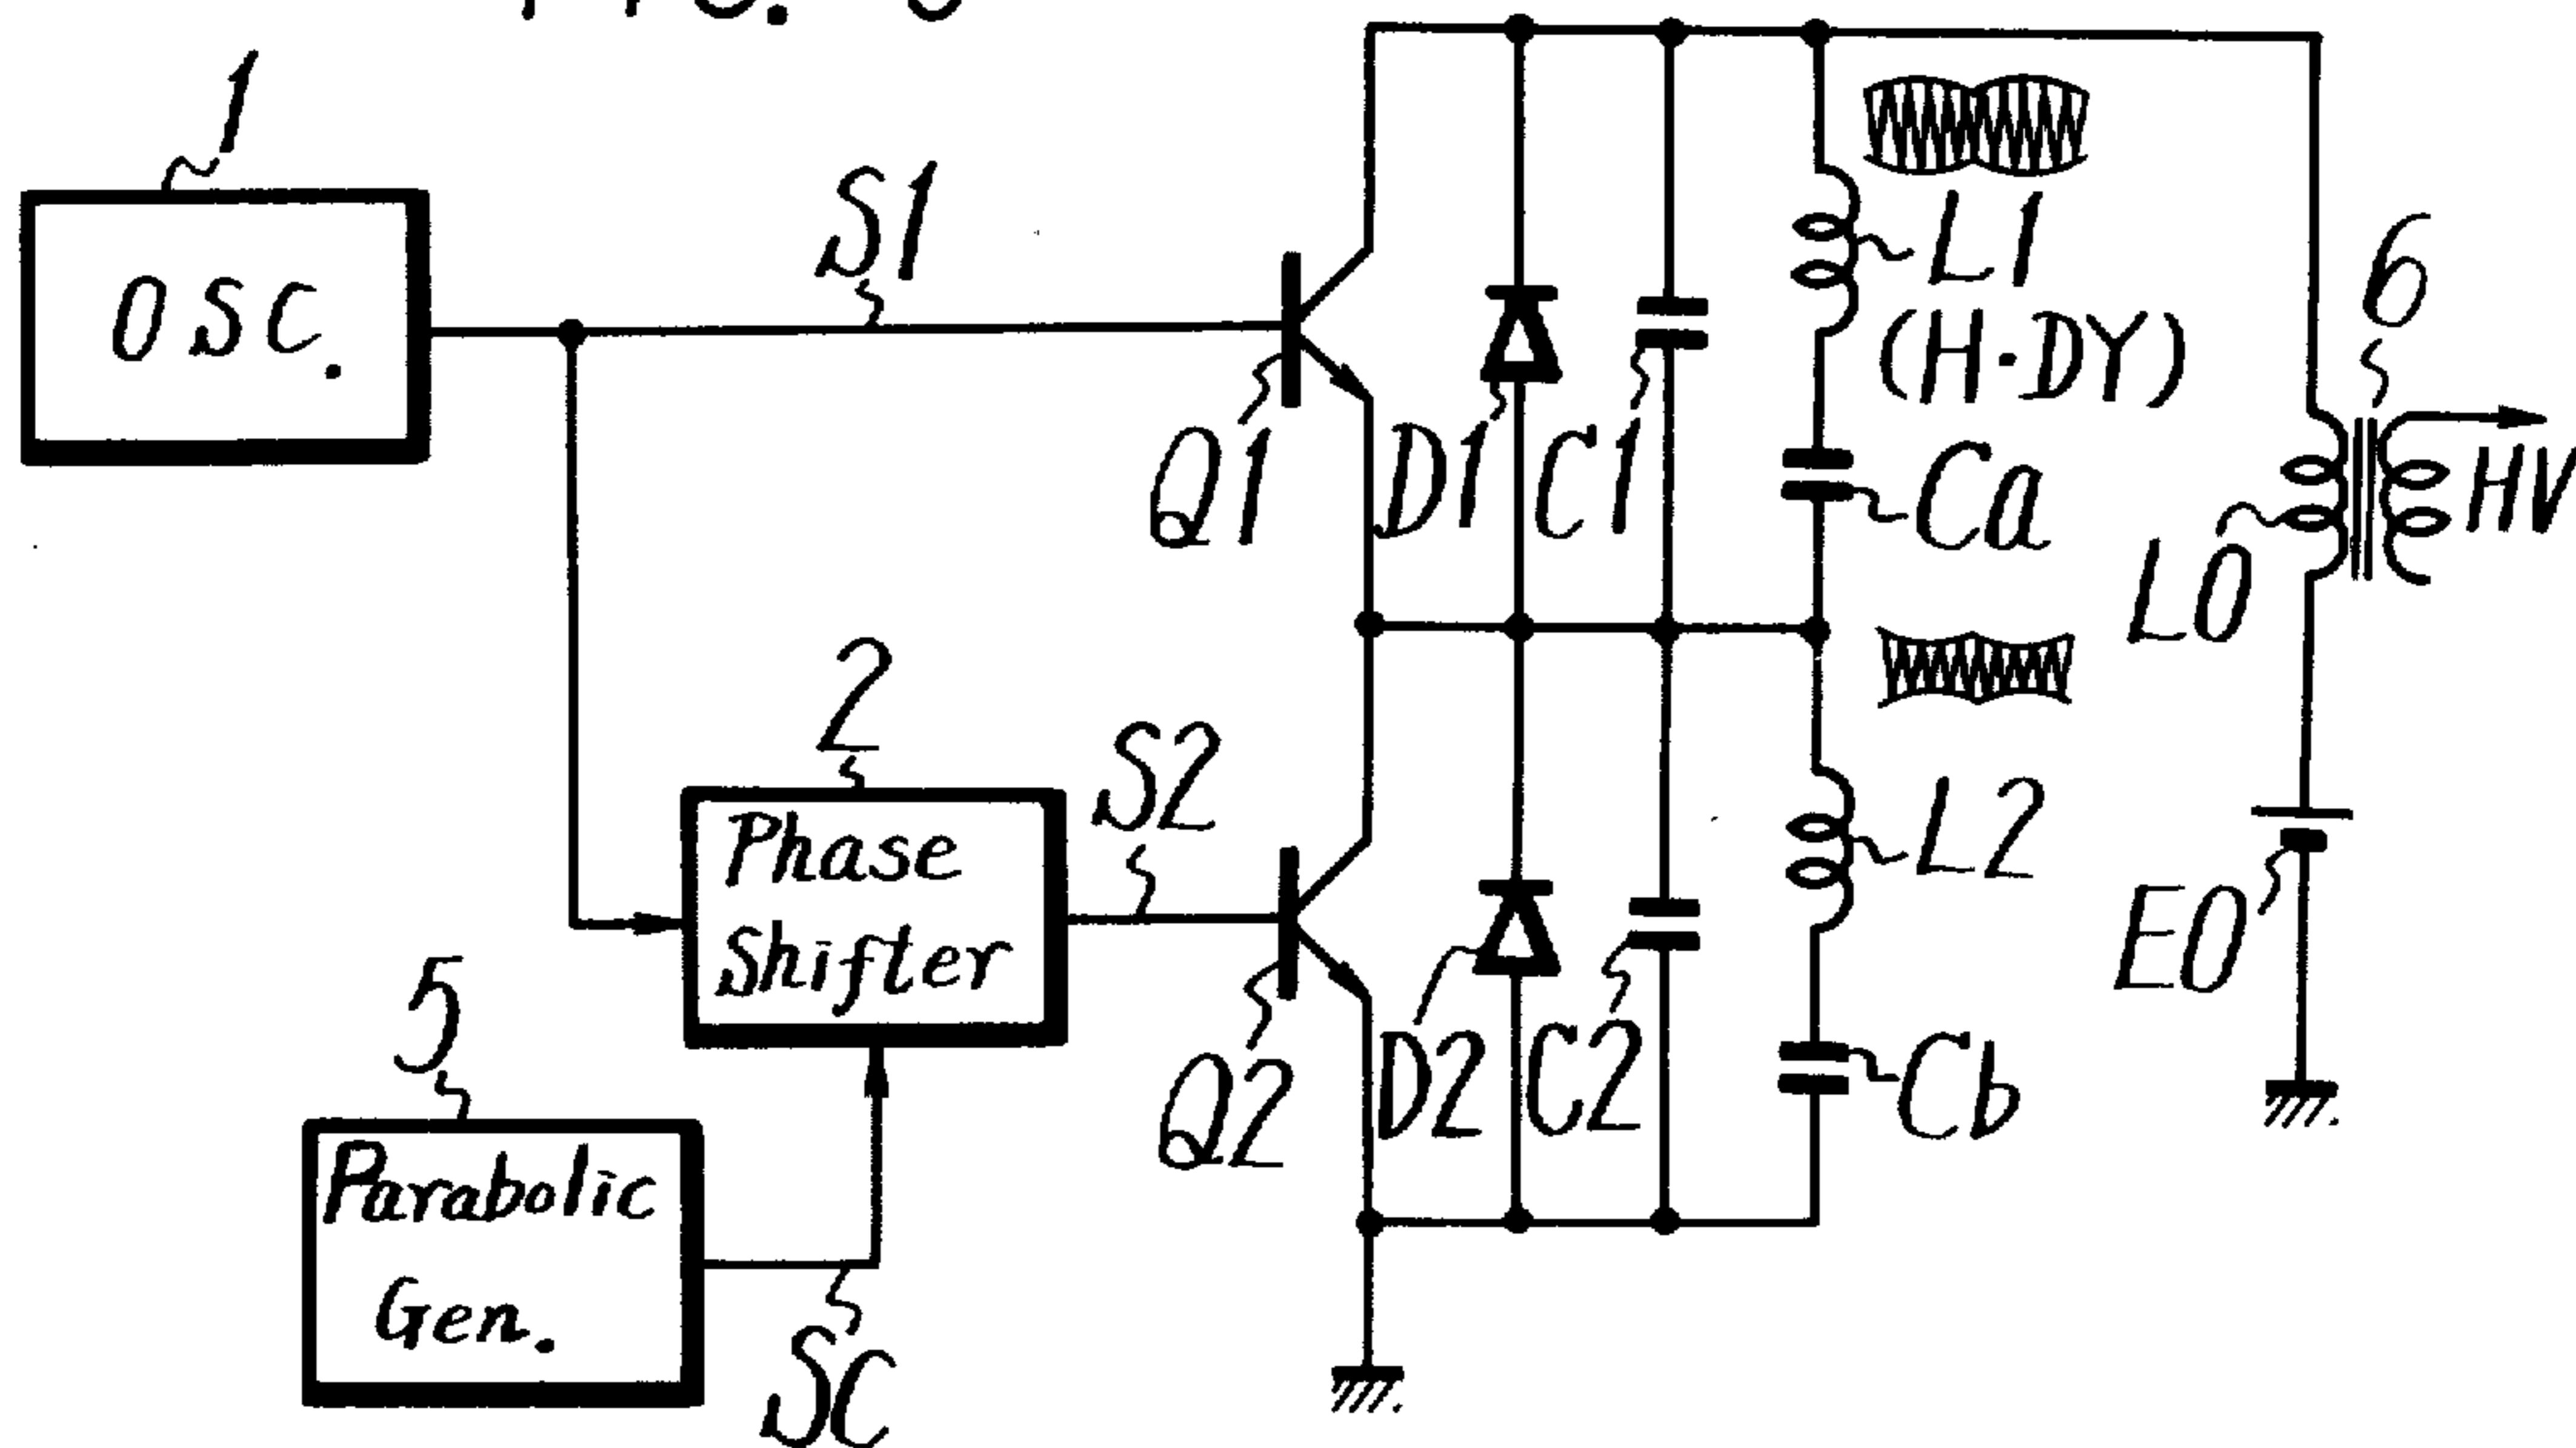 1
OSC.
S1
Q1
D1
C1
L1
(H·DY)
Ca
6
HV
L0
E0
2
Phase
Shifter
S2
Q2
D2
C2
L2
Cb
5
Parabolic
Gen.
SC